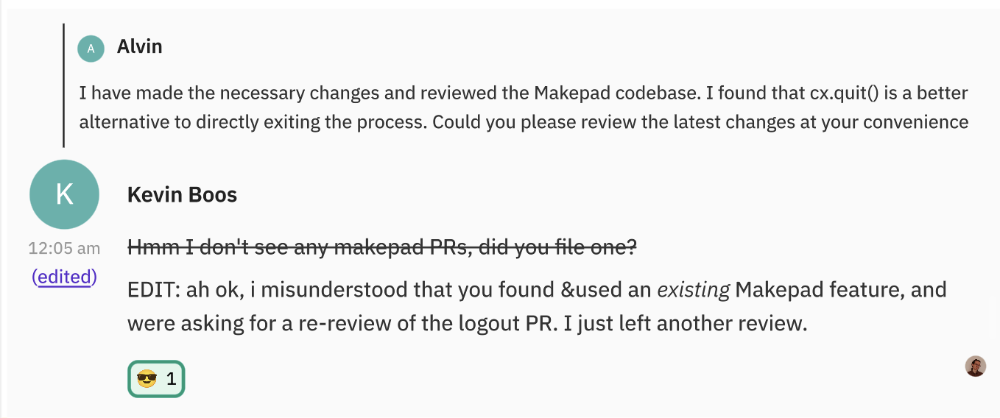 A Alvin
I have made the necessary changes and reviewed the Makepad codebase. I found that cx.quit() is a better
alternative to directly exiting the process. Could you please review the latest changes at your convenience
K Kevin Boos
12:05 am Hmm I don't see any makepad PRs, did you file one?
(edited) EDIT: ah ok, i misunderstood that you found &used an existing Makepad feature, and
were asking for a re-review of the logout PR. I just left another review.
😎 1